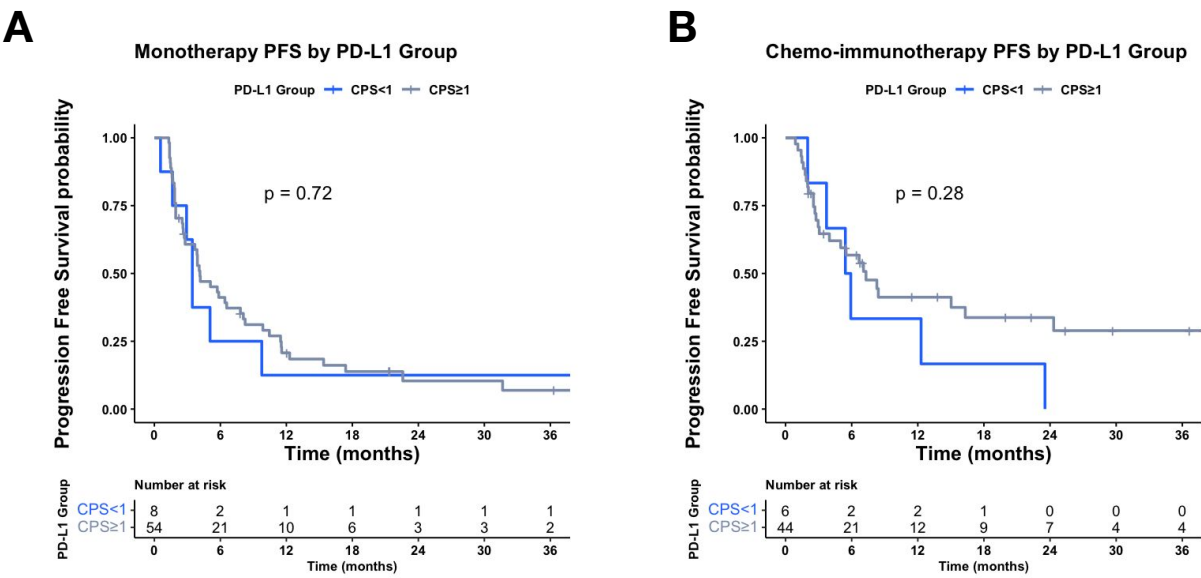 A
Monotherapy PFS by PD-L1 Group
PD-L1 Group CPS<1 CPS≥1
Progression Free Survival probability
1.00
0.75
0.50
0.25
0.00
p = 0.72
0 6 12 18 24 30 36
Time (months)
Number at risk
PD-L1 Group
CPS<1 8 2 1 1 1 1 1
CPS≥1 54 21 10 6 3 3 2
0 6 12 18 24 30 36
Time (months)
B
Chemo-immunotherapy PFS by PD-L1 Group
PD-L1 Group CPS<1 CPS≥1
Progression Free Survival probability
1.00
0.75
0.50
0.25
0.00
p = 0.28
0 6 12 18 24 30 36
Time (months)
Number at risk
PD-L1 Group
CPS<1 6 2 2 1 0 0 0
CPS≥1 44 21 12 9 7 4 4
0 6 12 18 24 30 36
Time (months)